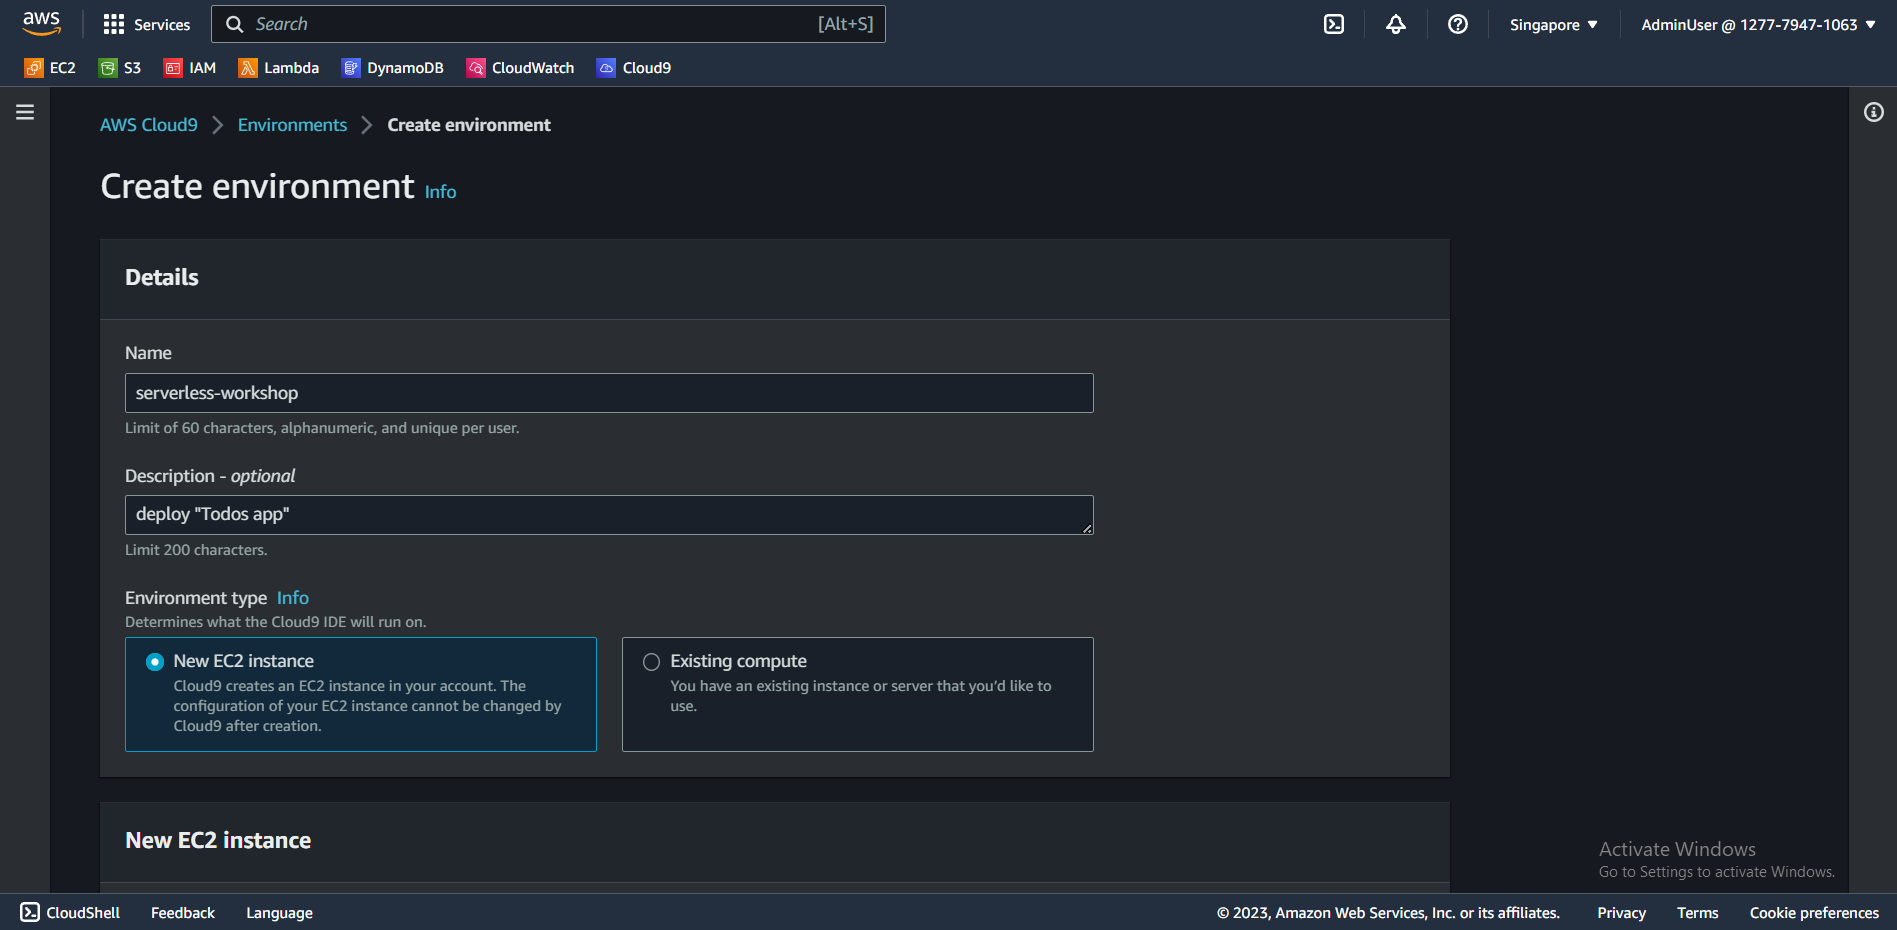 aws Services Search [Alt+S] Singapore AdminUser @ 1277-7947-1063
EC2 S3 IAM Lambda DynamoDB CloudWatch Cloud9
AWS Cloud9 Environments Create environment
Create environment Info
Details
Name
serverless-workshop
Limit of 60 characters, alphanumeric, and unique per user.
Description - optional
deploy "Todos app"
Limit 200 characters.
Environment type Info
Determines what the Cloud9 IDE will run on.
New EC2 instance
Cloud9 creates an EC2 instance in your account. The
configuration of your EC2 instance cannot be changed by
Cloud9 after creation.
Existing compute
You have an existing instance or server that you'd like to
use.
New EC2 instance
Activate Windows
Go to Settings to activate Windows.
CloudShell Feedback Language © 2023, Amazon Web Services, Inc. or its affiliates. Privacy Terms Cookie preferences